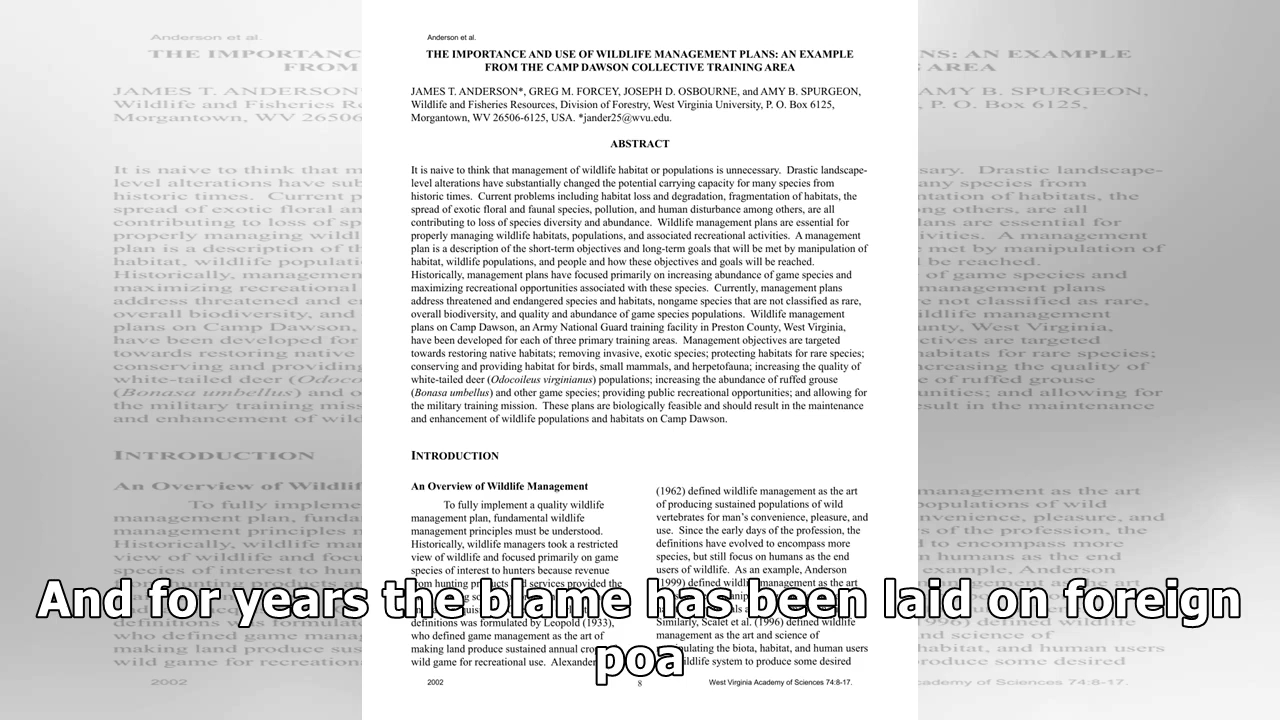 Anderson et al.
THE IMPORTANCE AND USE OF WILDLIFE MANAGEMENT PLANS: AN EXAMPLE
FROM THE CAMP DAWSON COLLECTIVE TRAINING AREA
JAMES T. ANDERSON*, GREG M. FORCEY, JOSEPH D. OSBOURNE, and AMY B. SPURGEON,
Wildlife and Fisheries Resources, Division of Forestry, West Virginia University, P. O. Box 6125,
Morgantown, WV 26506-6125, USA. *jander25@wvu.edu.
ABSTRACT
It is naive to think that management of wildlife habitat or populations is unnecessary. Drastic landscape-
level alterations have substantially changed the potential carrying capacity for many species from
historic times. Current problems including habitat loss and degradation, fragmentation of habitats, the
spread of exotic floral and faunal species, pollution, and human disturbance among others, are all
contributing to loss of species diversity and abundance. Wildlife management plans are essential for
properly managing wildlife habitats, populations, and associated recreational activities. A management
plan is a description of the short-term objectives and long-term goals that will be met by manipulation of
habitat, wildlife populations, and people and how these objectives and goals will be reached.
Historically, management plans have focused primarily on increasing abundance of game species and
maximizing recreational opportunities associated with these species. Currently, management plans
address threatened and endangered species and habitats, nongame species that are not classified as rare,
overall biodiversity, and quality and abundance of game species populations. Wildlife management
plans on Camp Dawson, an Army National Guard training facility in Preston County, West Virginia,
have been developed for each of three primary training areas. Management objectives are targeted
towards restoring native habitats; removing invasive, exotic species; protecting habitats for rare species;
conserving and providing habitat for birds, small mammals, and herpetofauna; increasing the quality of
white-tailed deer (Odocoileus virginianus) populations; increasing the abundance of ruffed grouse
(Bonasa umbellus) and other game species; providing public recreational opportunities; and allowing for
the military training mission. These plans are biologically feasible and should result in the maintenance
and enhancement of wildlife populations and habitats on Camp Dawson.
INTRODUCTION
An Overview of Wildlife Management
To fully implement a quality wildlife
management plan, fundamental wildlife
management principles must be understood.
Historically, wildlife managers took a restricted
view of wildlife and focused primarily on game
species of interest to hunters because revenue
from hunting products and services provided the
definitions was formulated by Leopold (1933),
who defined game management as the art of
making land produce sustained annual
wild game for recreational use. Alexander
(1962) defined wildlife management as the art
of producing sustained populations of wild
vertebrates for man's convenience, pleasure, and
use. Since the early days of the profession, the
definitions have evolved to encompass more
species, but still focus on humans as the end
users of wildlife. As an example, Anderson
(1999) defined wildlife management as the art
Similarly, Scalet et al. (1996) defined wildlife
management as the art and science of
the biota, habitat, and human users
system to produce some desired
And for years the blame has been laid on foreign
poa
2002
8
West Virginia Academy of Sciences 74:8-17.